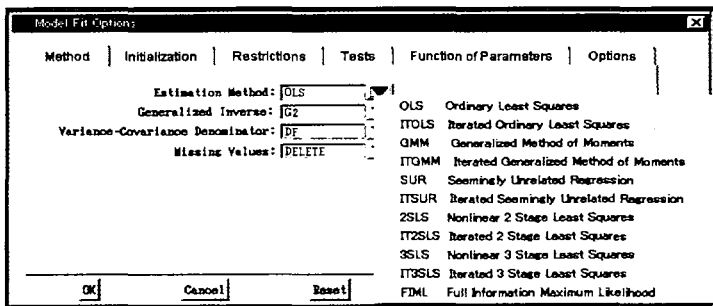 Model Fit Options
Method Initialization Restrictions Tests Function of Parameters Options
Estimation Method: OLS
Generalized Inverse: G2
Variance-Covariance Denominator: DF
Missing Values: DELETE
OLS Ordinary Least Squares
ITOLS Iterated Ordinary Least Squares
GMM Generalized Method of Moments
ITGMM Iterated Generalized Method of Moments
SUR Seemingly Unrelated Regression
ITSUR Iterated Seemingly Unrelated Regression
2SLS Nonlinear 2 Stage Least Squares
IT2SLS Iterated 2 Stage Least Squares
3SLS Nonlinear 3 Stage Least Squares
IT3SLS Iterated 3 Stage Least Squares
FIML Full Information Maximum Likelihood
OK Cancel Reset